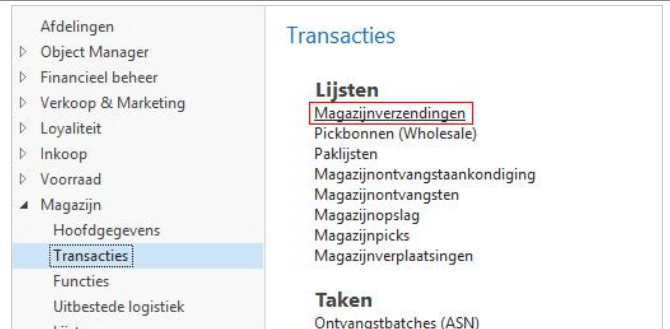 Afdelingen
Object Manager
Financieel beheer
Verkoop & Marketing
Loyaliteit
Inkoop
Voorraad
Magazijn
Hoofdgegevens
Transacties
Functies
Uitbestede logistiek
Transacties
Lijsten
Magazijnverzendingen
Pickbonnen (Wholesale)
Paklijsten
Magazijnontvangstaankondiging
Magazijnontvangsten
Magazijnopslag
Magazijnpicks
Magazijnverplaatsingen
Taken
Ontvangstbatches (ASN)